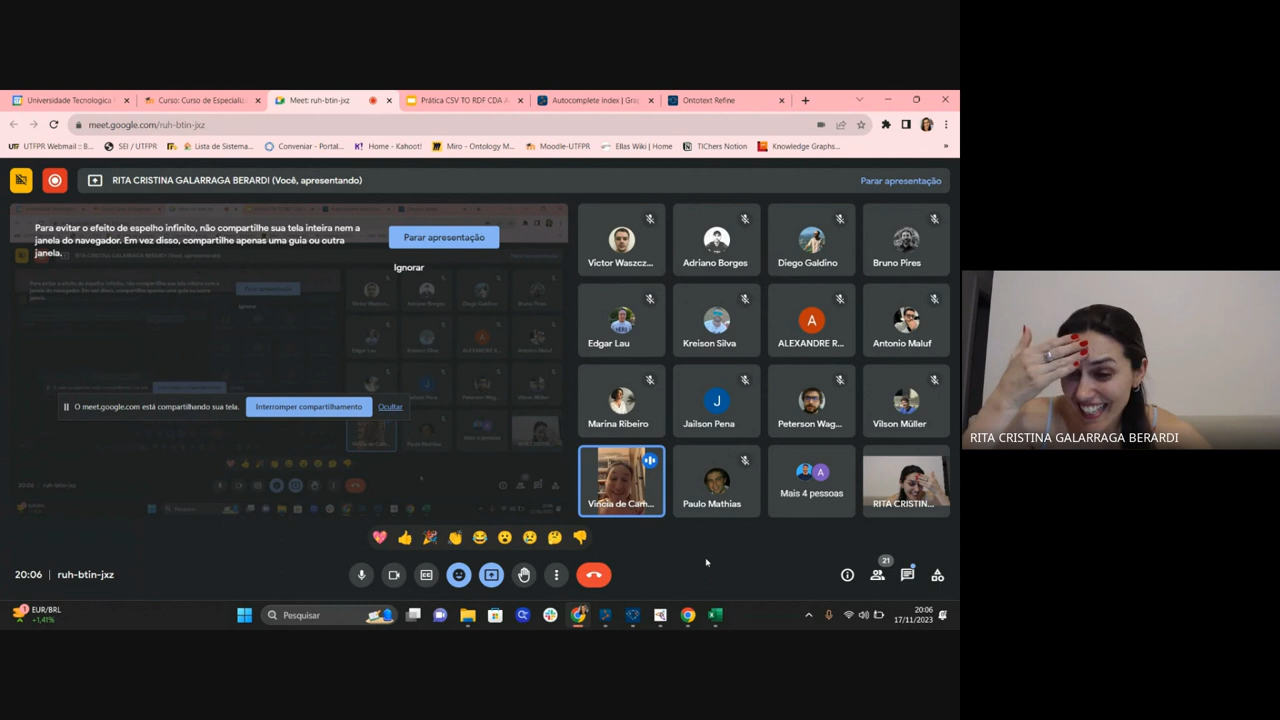 Universidade Tecnologica
Curso: Curso de Especializ
Meet: ruh-btin-jxz
Prática CSV TO RDF CDA A
Autocomplete index | Grap
Ontotext Refine
meet.google.com/ruh-btin-jxz
UTFPR Webmail :: B...
SEI / UTFPR
Lista de Sistema...
Conveniar - Portal...
Home - Kahoot!
Miro - Ontology M...
Moodle-UTFPR
Ellas Wiki | Home
TIChers Notion
Knowledge Graphs...
RITA CRISTINA GALARRAGA BERARDI (Você, apresentando)
Parar apresentação
Para evitar o efeito de espelho infinito, não compartilhe sua tela inteira nem a
janela do navegador. Em vez disso, compartilhe apenas uma guia ou outra
janela.
Parar apresentação
Ignorar
O meet.google.com está compartilhando sua tela.
Interromper compartilhamento
Ocultar
Victor Waszcz...
Adriano Borges
Diego Galdino
Bruno Pires
Edgar Lau
Kreison Silva
A
ALEXANDRE R...
Antonio Maluf
Marina Ribeiro
J
Jailson Pena
Peterson Wag...
Vilson Müller
Vincia de Carh...
Paulo Mathias
A
Mais 4 pessoas
RITA CRISTIN...
RITA CRISTINA GALARRAGA BERARDI
20:06 | ruh-btin-jxz
21
1
EUR/BRL
+1,41%
Pesquisar
20:06
17/11/2023